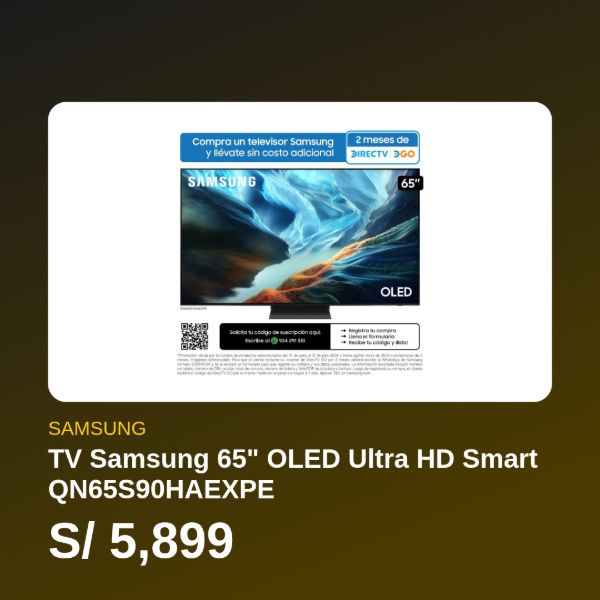 Compra un televisor Samsung
y llévate sin costo adicional
2 meses de
DIRECTV DGO
SAMSUNG
65"
OLED
QN65S90HAEXPE
Solicita tu código de suscripción aquí:
Escribe al 924 291 510
→ Registra tu compra
→ Llena el formulario
→ Recibe tu código y ¡listo!
SAMSUNG
TV Samsung 65" OLED Ultra HD Smart
QN65S90HAEXPE
S/ 5,899